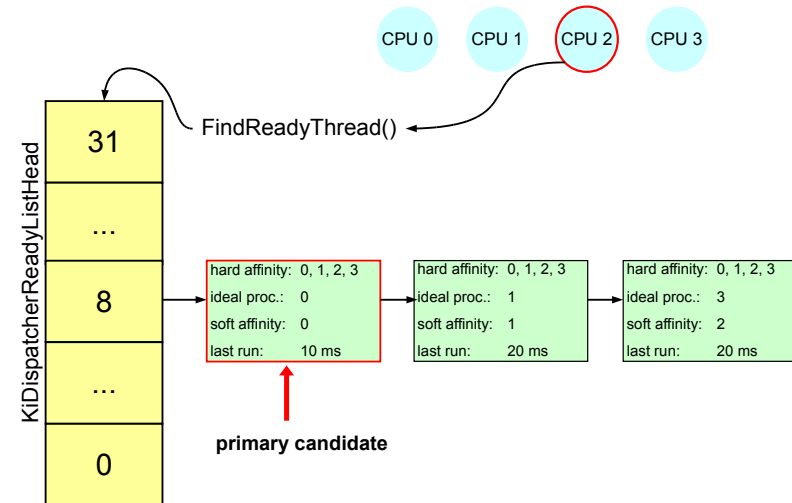 CPU 0
CPU 1
CPU 2
CPU 3
FindReadyThread()
KiDispatcherReadyListHead
31
...
8
...
0
hard affinity: 0, 1, 2, 3
ideal proc.: 0
soft affinity: 0
last run: 10 ms
hard affinity: 0, 1, 2, 3
ideal proc.: 1
soft affinity: 1
last run: 20 ms
hard affinity: 0, 1, 2, 3
ideal proc.: 3
soft affinity: 2
last run: 20 ms
primary candidate